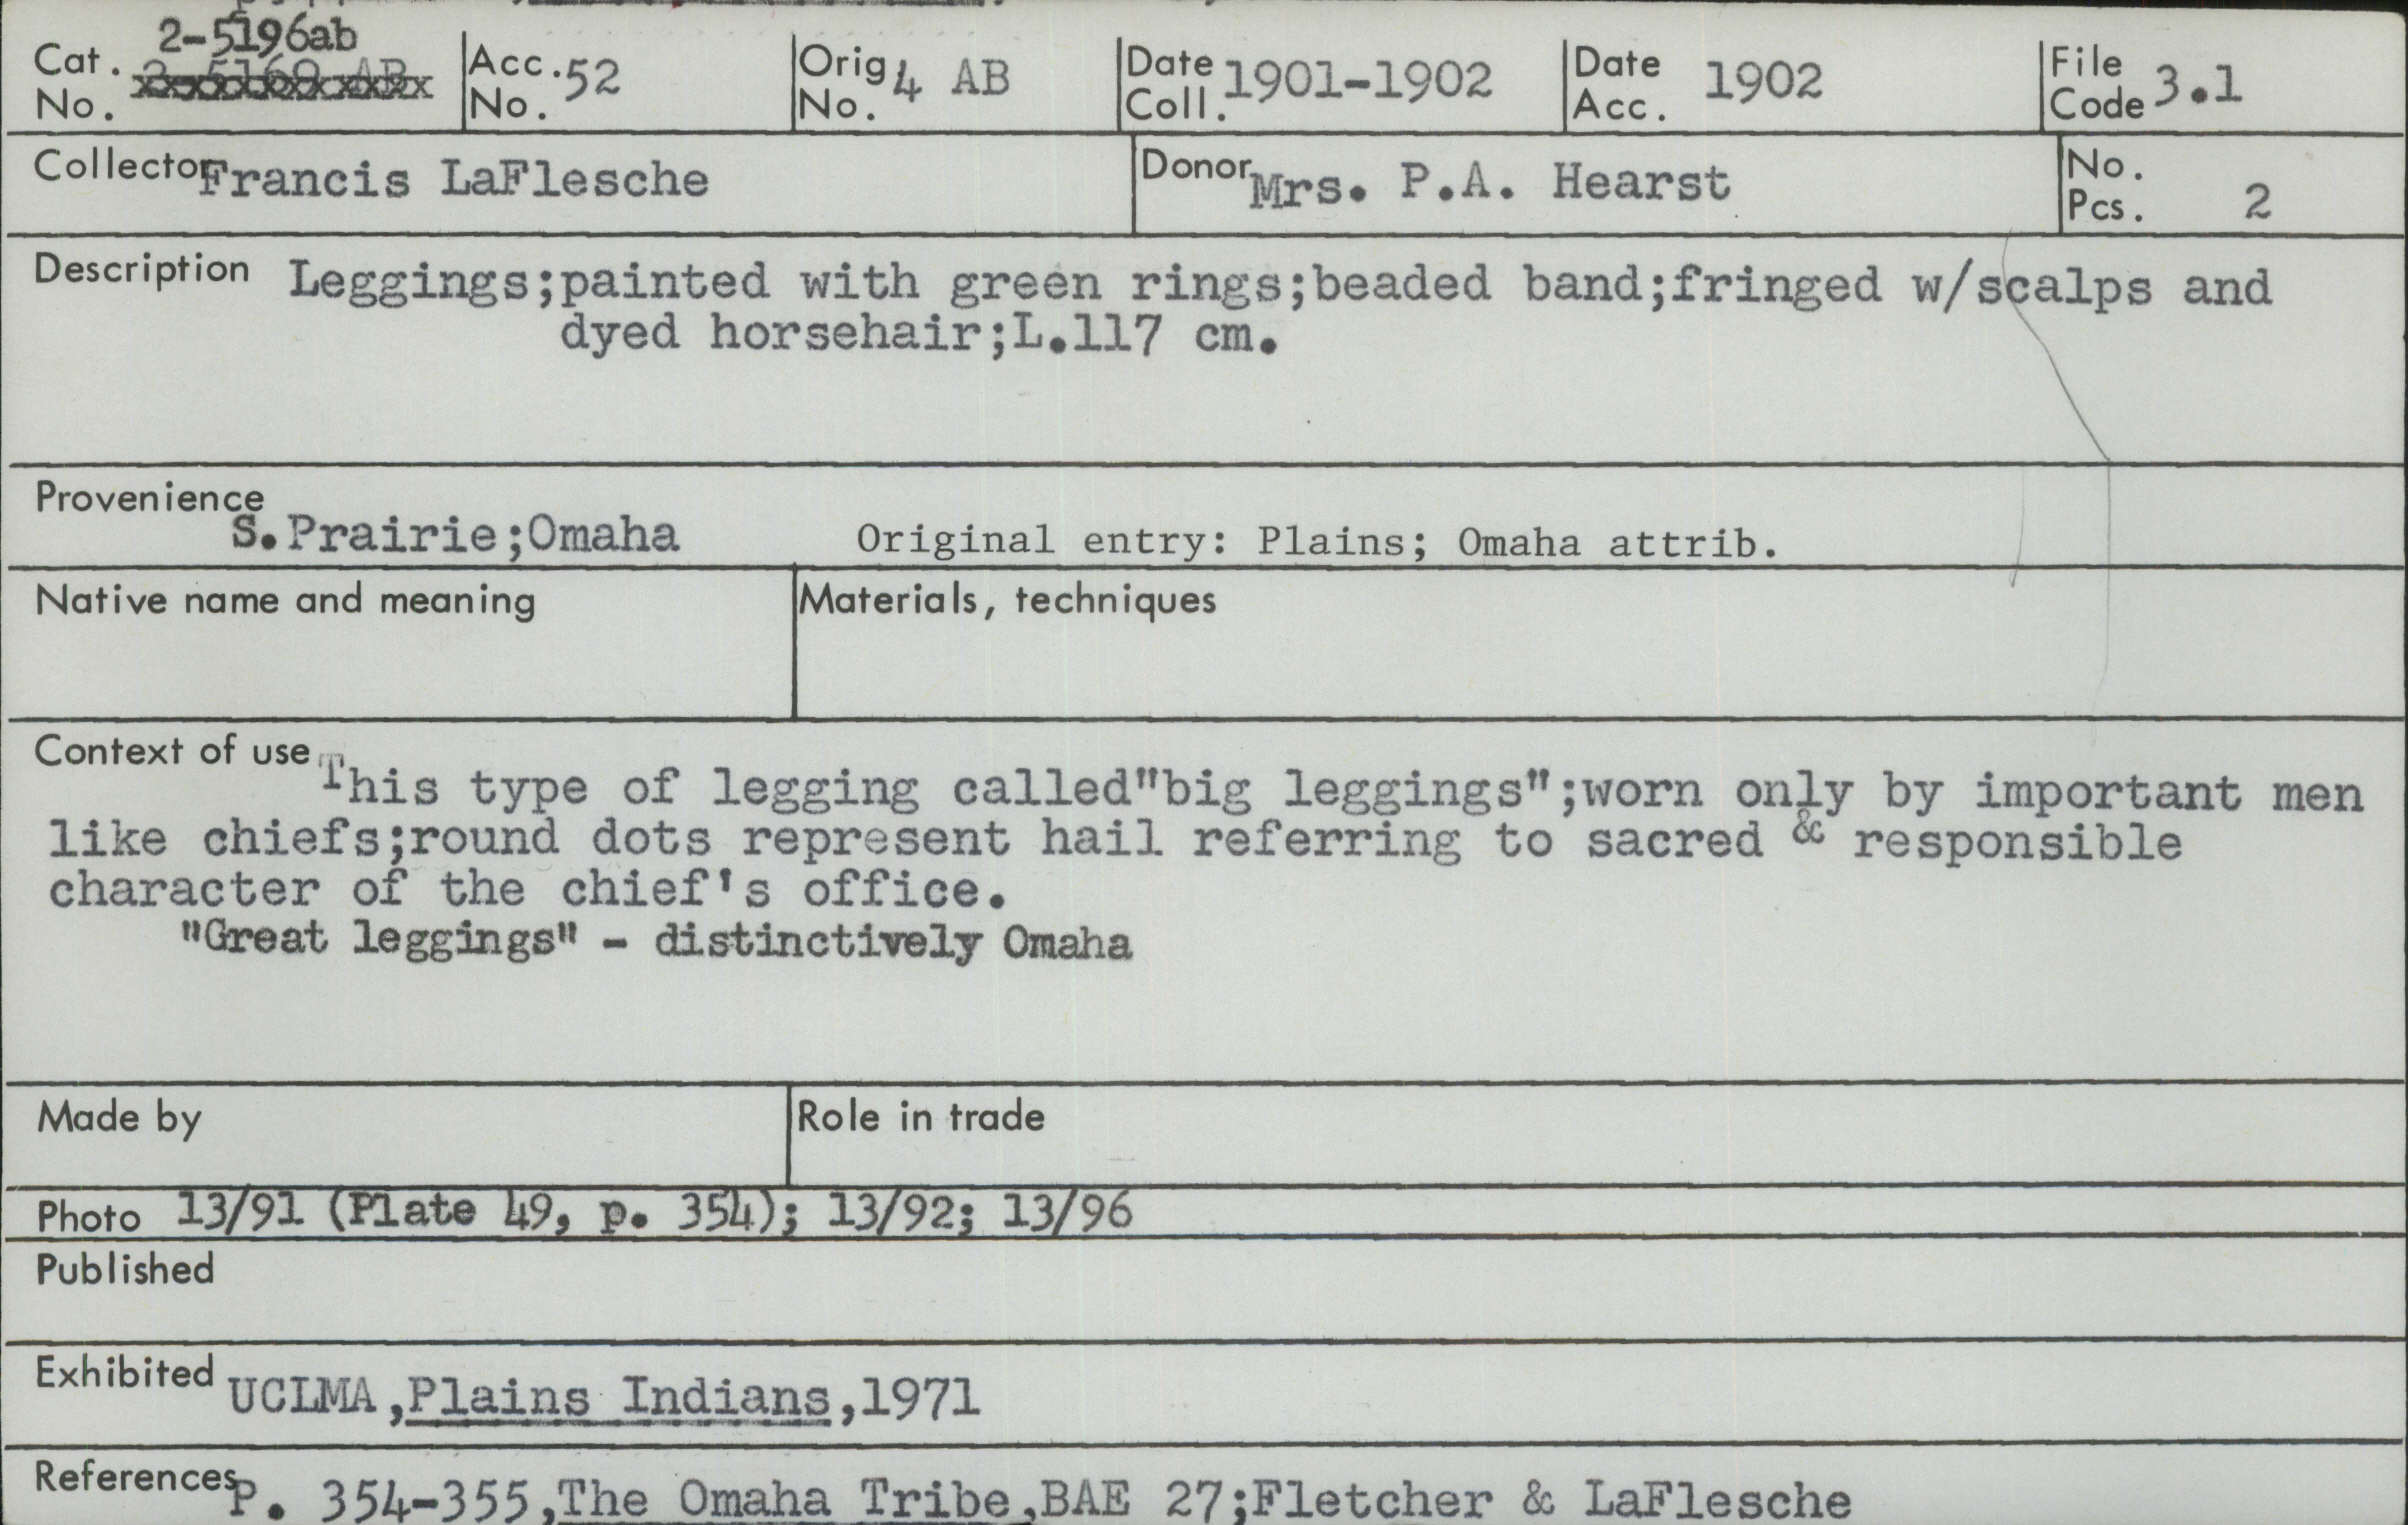 2-5196ab
Cat. No. 2-5169 AB Acc. No. 52 Orig No. 4 AB Date Coll. 1901-1902 Date Acc. 1902 File Code 3.1
Collector Francis LaFlesche Donor Mrs. P.A. Hearst No. Pcs. 2
Description Leggings;painted with green rings;beaded band;fringed w/scalps and
dyed horsehair;L.117 cm.
Provenience
S.Prairie;Omaha Original entry: Plains; Omaha attrib.
Native name and meaning Materials, techniques
Context of use This type of legging called"big leggings";worn only by important men
like chiefs;round dots represent hail referring to sacred & responsible
character of the chief's office.
"Great leggings" - distinctively Omaha
Made by Role in trade
Photo 13/91 (Plate 49, p. 354); 13/92; 13/96
Published
Exhibited UCLMA,Plains Indians,1971
References P. 354-355,The Omaha Tribe,BAE 27;Fletcher & LaFlesche